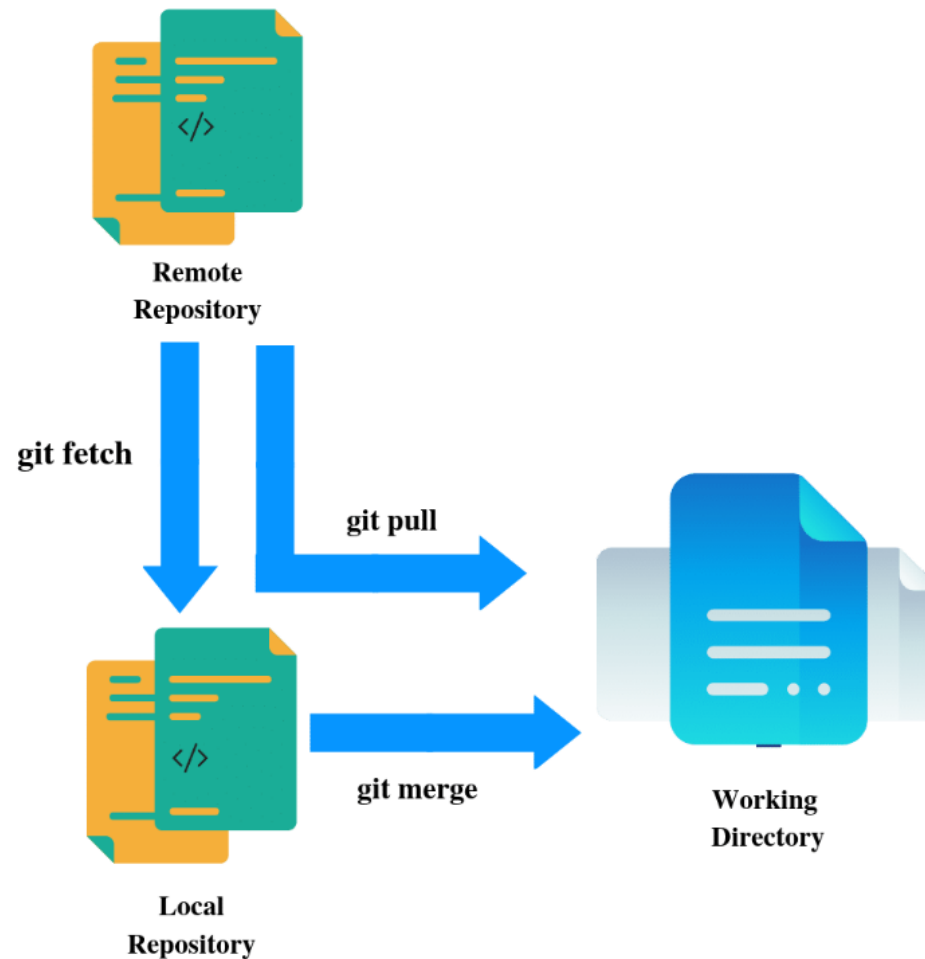 </>
Remote
Repository
git fetch
git pull
</>
git merge
Working
Directory
Local
Repository